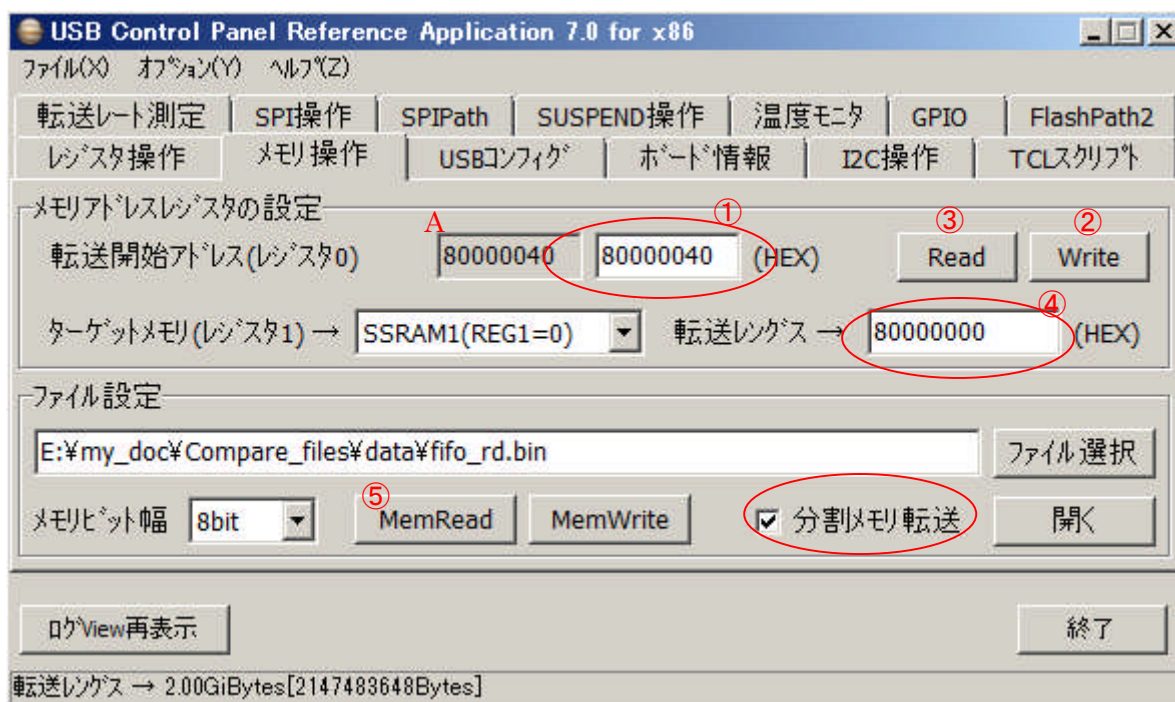 USB Control Panel Reference Application 7.0 for x86
ファイル(X) オプション(Y) ヘルプ(Z)
転送レート測定 SPI操作 SPIPath SUSPEND操作 温度モニタ GPIO FlashPath2
レジスタ操作 メモリ操作 USBコンフィグ ボード情報 I2C操作 TCLスクリプト
メモリアドレスレジスタの設定
A ① ③ ②
転送開始アドレス(レジスタ0) 80000040 80000040 (HEX) Read Write
④
ターゲットメモリ(レジスタ1) → SSRAM1(REG1=0) 転送レングス → 80000000 (HEX)
ファイル設定
E:¥my_doc¥Compare_files¥data¥fifo_rd.bin ファイル選択
⑤
メモリビット幅 8bit MemRead MemWrite 分割メモリ転送 開く
ログView再表示 終了
転送レングス → 2.00GiBytes[2147483648Bytes]